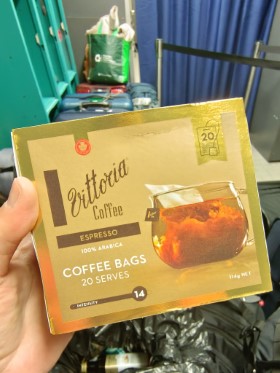 20
Vittoria
Coffee
ESPRESSO
100% ARABICA
COFFEE BAGS
20 SERVES
INTENSITY
14